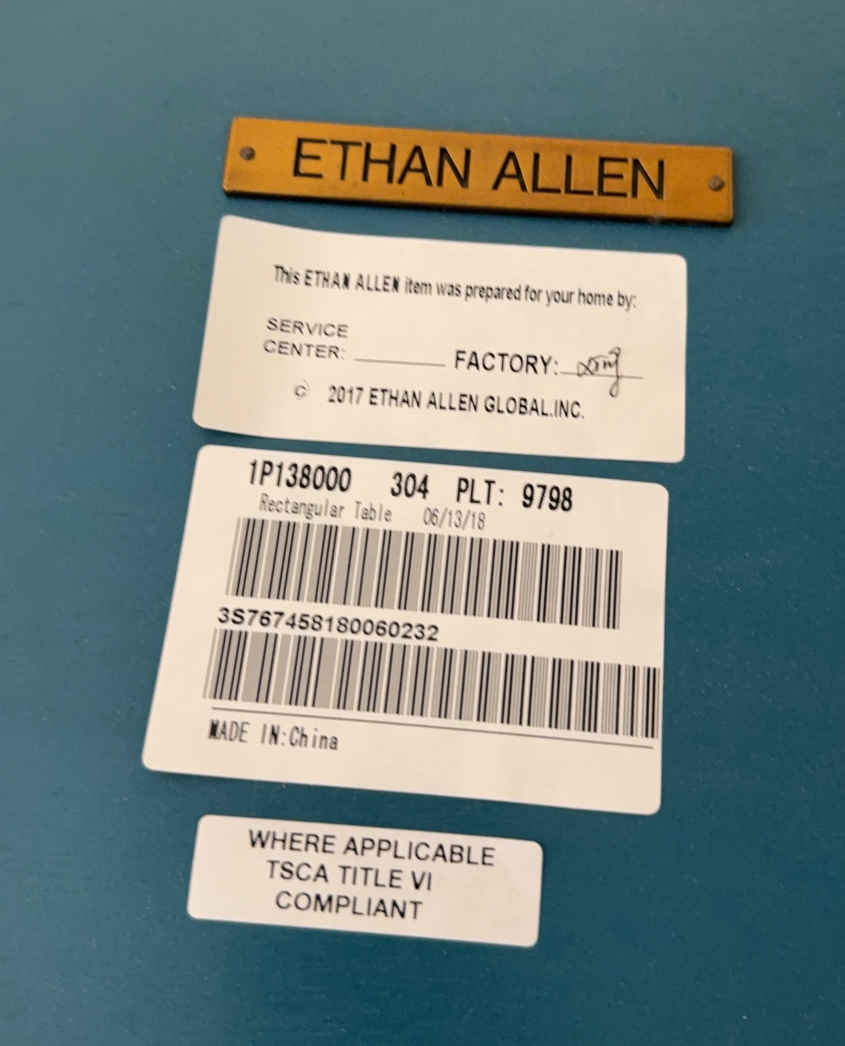 ETHAN ALLEN
This ETHAN ALLEN item was prepared for your home by:
SERVICE
CENTER: FACTORY:
© 2017 ETHAN ALLEN GLOBAL.INC.
1P138000 304 PLT: 9798
Rectangular Table 06/13/18
3S767458180060232
MADE IN:China
WHERE APPLICABLE
TSCA TITLE VI
COMPLIANT